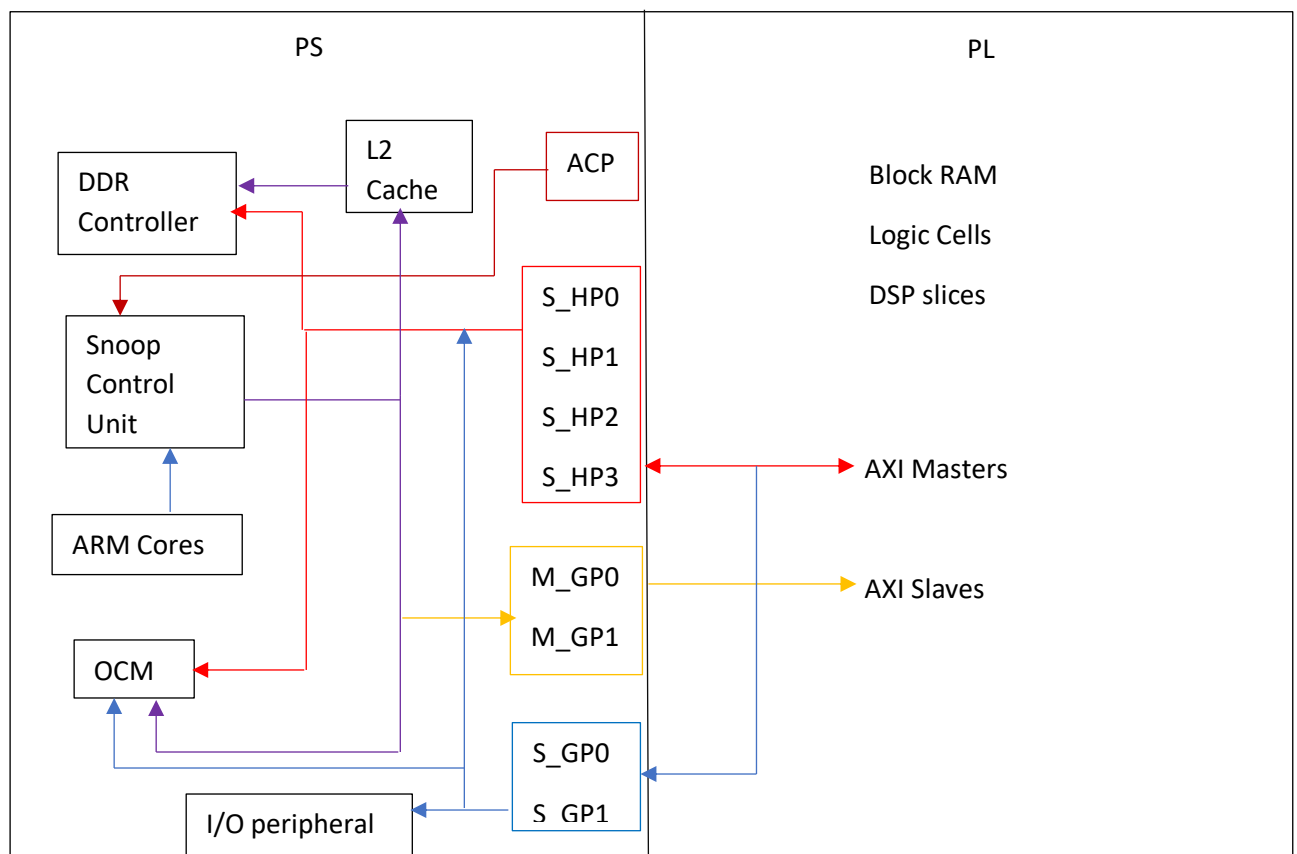 PS
PL
L2
Cache
ACP
DDR
Controller
Block RAM
Logic Cells
DSP slices
S_HP0
S_HP1
S_HP2
S_HP3
Snoop
Control
Unit
AXI Masters
ARM Cores
M_GP0
M_GP1
AXI Slaves
OCM
S_GP0
S_GP1
I/O peripheral